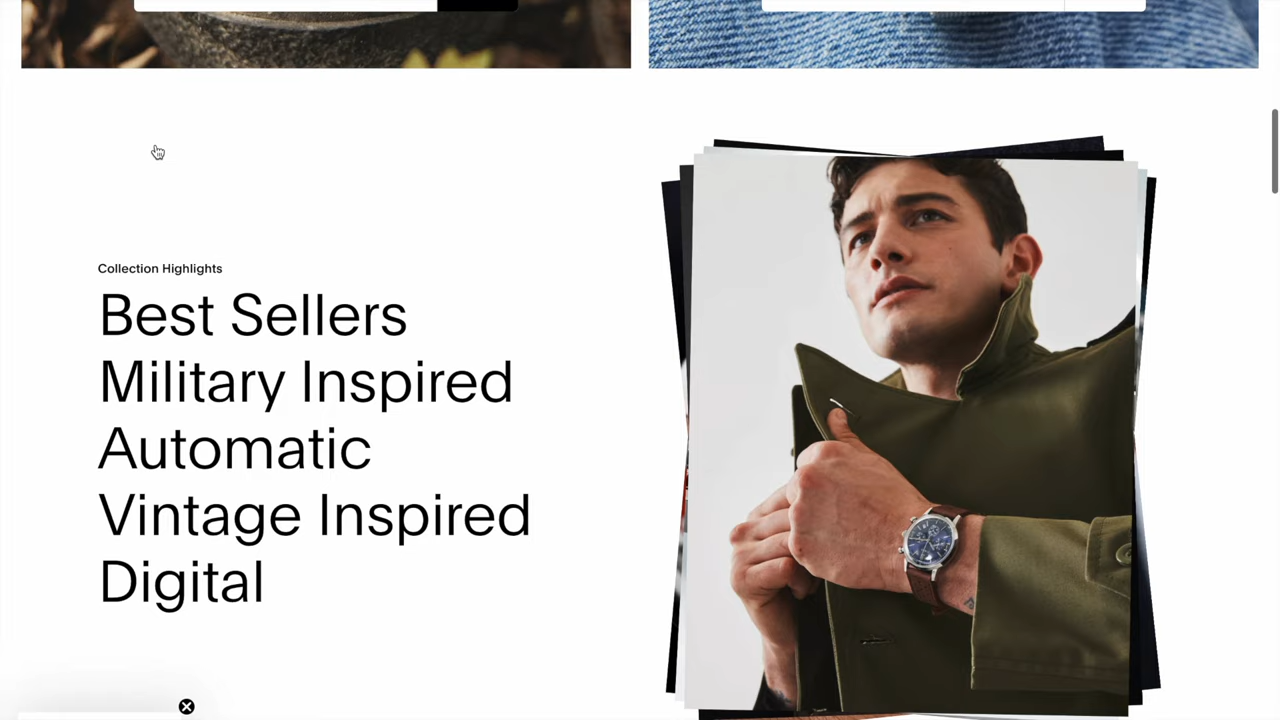 Collection Highlights
Best Sellers
Military Inspired
Automatic
Vintage Inspired
Digital